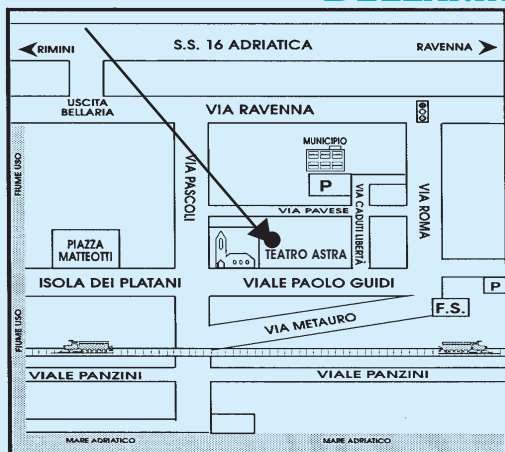 S.S. 16 ADRIATICA
RIMINI
RAVENNA
USCITA
BELLARIA
VIA RAVENNA
MUNICIPIO
P
FIUME USO
VIA PASCOLI
VIA CADUTI LIBERTÀ
VIA ROMA
VIA PAVESE
PIAZZA
MATTEOTTI
TEATRO ASTRA
ISOLA DEI PLATANI
VIALE PAOLO GUIDI
P
F.S.
VIA METAURO
FIUME USO
VIALE PANZINI
VIALE PANZINI
MARE ADRIATICO
MARE ADRIATICO